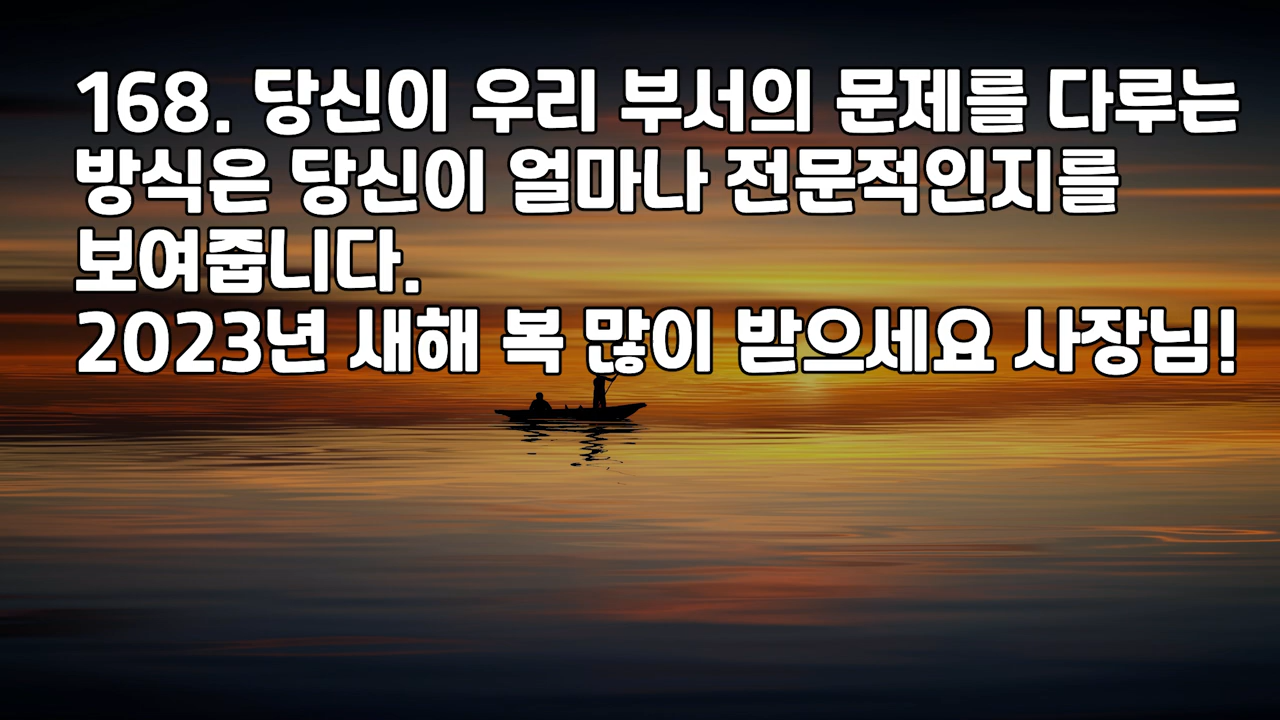 168. 당신이 우리 부서의 문제를 다루는
방식은 당신이 얼마나 전문적인지를
보여줍니다.
2023년 새해 복 많이 받으세요 사장님!